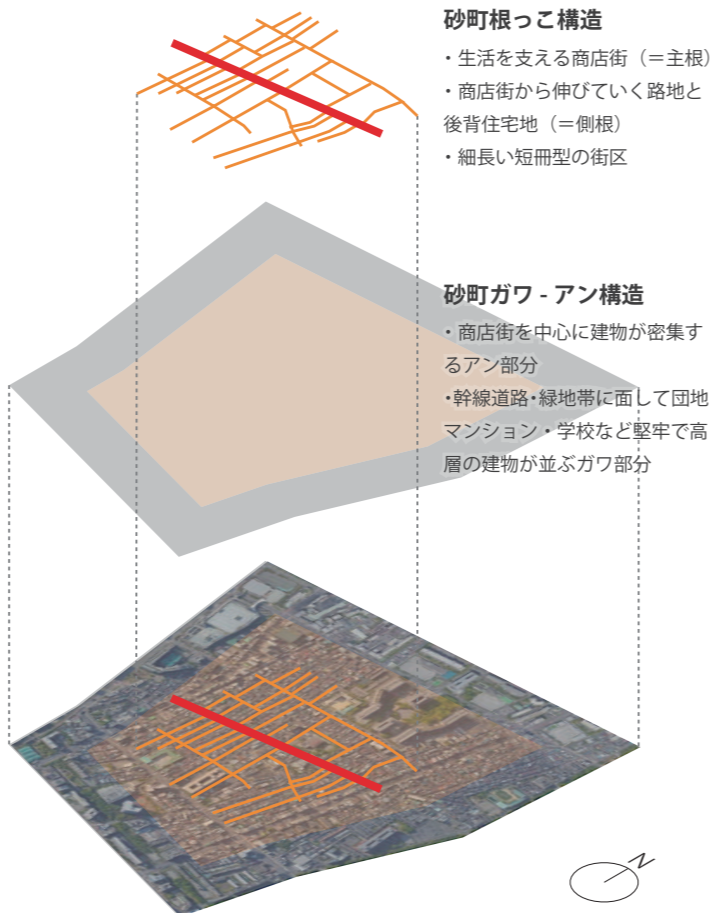 砂町根っこ構造
・生活を支える商店街（＝主根）
・商店街から伸びていく路地と
後背住宅地（＝側根）
・細長い短冊型の街区
砂町ガワ - アン構造
・商店街を中心に建物が密集す
るアン部分
・幹線道路・緑地帯に面して団地
マンション・学校など堅牢で高
層の建物が並ぶガワ部分
N